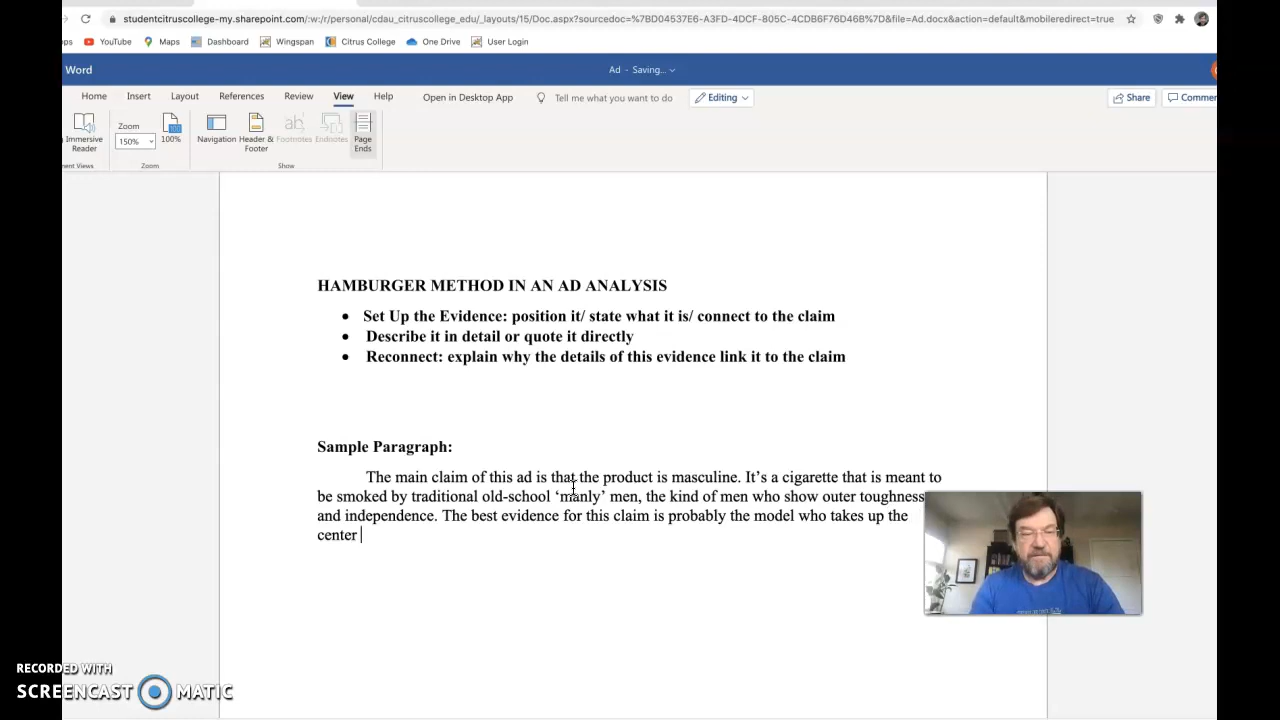 studentcitruscollege-my.sharepoint.com/:w:/r/personal/cdau_citruscollege_edu/_layouts/15/Doc.aspx?sourcedoc=%7BD04537E6-A3FD-4DCF-805C-4CDB6F76D46B%7D&file=Ad.docx&action=default&mobileredirect=true
ps YouTube Maps Dashboard Wingspan Citrus College One Drive User Login
Word Ad - Saving...
Home Insert Layout References Review View Help Open in Desktop App Tell me what you want to do Editing Share Commen
Immersive Reader Zoom 150% 100% Navigation Header & Footer Footnotes Endnotes Page Ends
ment Views Zoom Show
HAMBURGER METHOD IN AN AD ANALYSIS
• Set Up the Evidence: position it/ state what it is/ connect to the claim
• Describe it in detail or quote it directly
• Reconnect: explain why the details of this evidence link it to the claim
Sample Paragraph:
The main claim of this ad is that the product is masculine. It's a cigarette that is meant to
be smoked by traditional old-school ‘manly’ men, the kind of men who show outer toughness
and independence. The best evidence for this claim is probably the model who takes up the
center
RECORDED WITH
SCREENCAST MATIC